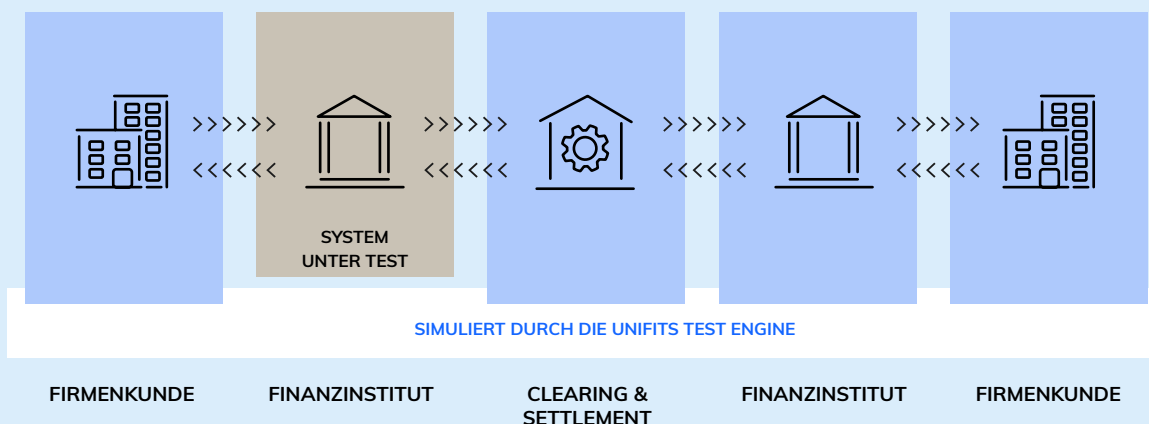 SYSTEM
UNTER TEST
SIMULIERT DURCH DIE UNIFITS TEST ENGINE
FIRMENKUNDE
FINANZINSTITUT
CLEARING &
SETTLEMENT
FINANZINSTITUT
FIRMENKUNDE